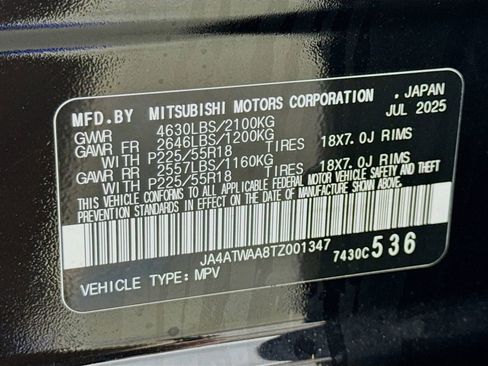 MFD.BY MITSUBISHI MOTORS CORPORATION , JAPAN
JUL 2025
GVWR 4630LBS/2100KG
GAWR FR 2646LBS/1200KG
WITH P225/55R18 TIRES 18X7.0J RIMS
GAWR RR 2557LBS/1160KG
WITH P225/55R18 TIRES 18X7.0J RIMS
THIS VEHICLE CONFORMS TO ALL APPLICABLE FEDERAL MOTOR VEHICLE SAFETY, BUMPER,
AND THEFT PREVENTION STANDARDS IN EFFECT ON THE DATE OF MANUFACTURE SHOWN ABOVE.
JA4ATWAA8TZ001347 7430C 536
VEHICLE TYPE: MPV